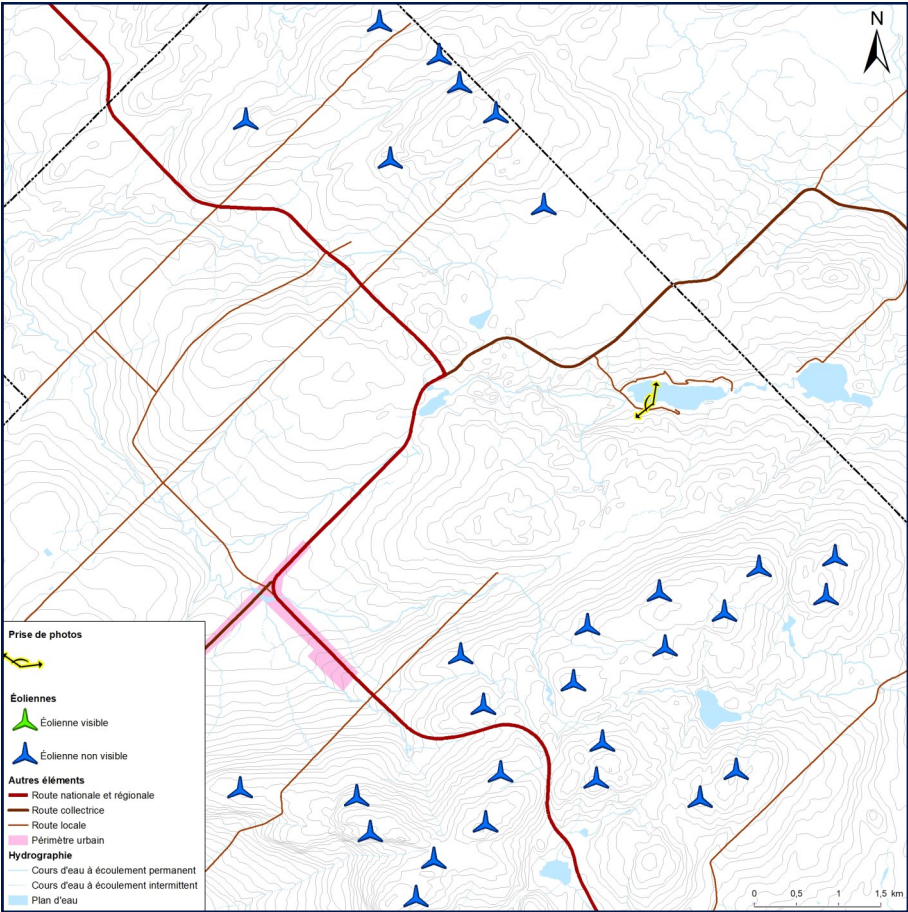 N
Prise de photos
Éoliennes
Éolienne visible
Éolienne non visible
Autres éléments
Route nationale et régionale
Route collectrice
Route locale
Périmètre urbain
Hydrographie
Cours d'eau à écoulement permanent
Cours d'eau à écoulement intermittent
Plan d'eau
0 0,5 1 1,5 km